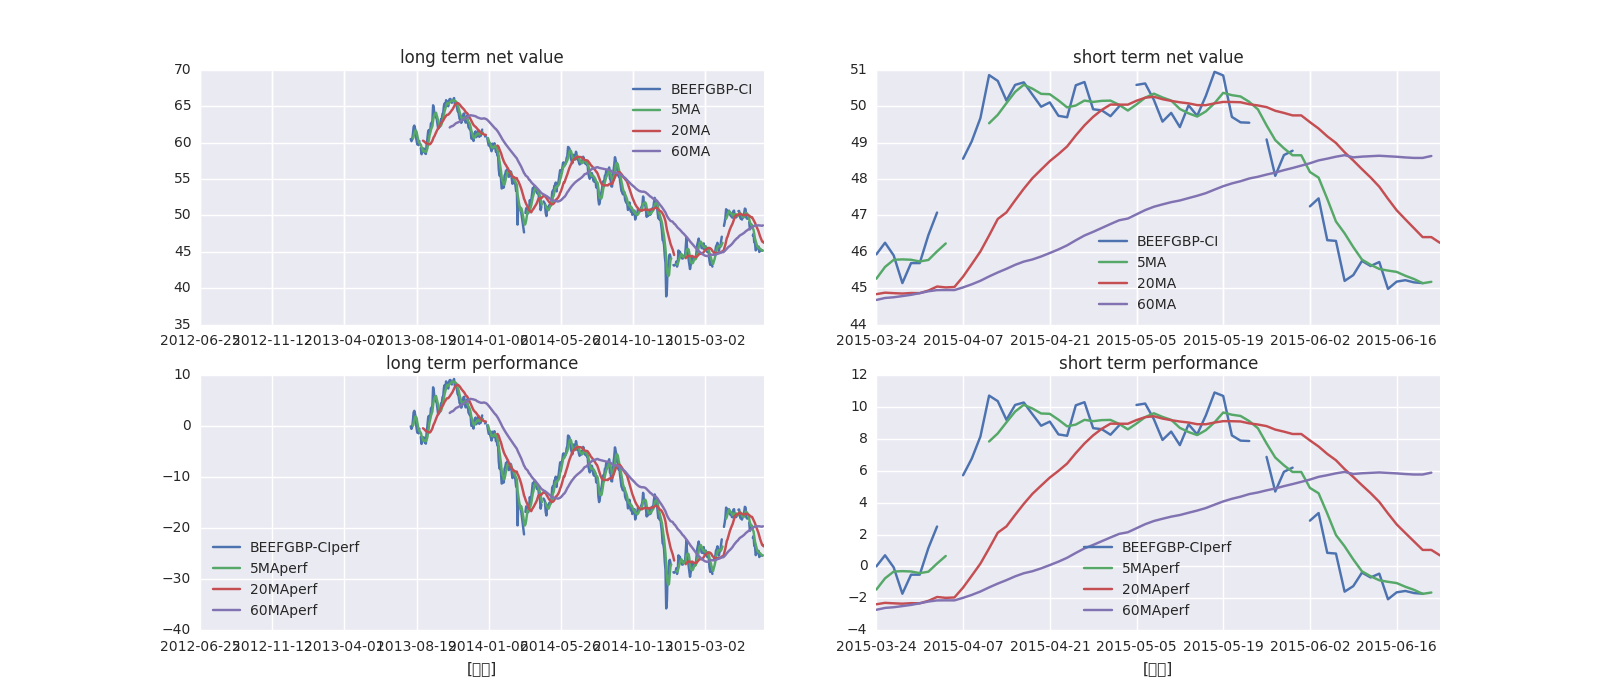 long term net value
70
65
60
55
50
45
40
35
BEEFGBP-CI
5MA
20MA
60MA
2012-06-25 2012-11-12 2013-04-01 2013-08-19 2014-01-06 2014-05-26 2014-10-13 2015-03-02
short term net value
51
50
49
48
47
46
45
44
BEEFGBP-CI
5MA
20MA
60MA
2015-03-24 2015-04-07 2015-04-21 2015-05-05 2015-05-19 2015-06-02 2015-06-16
long term performance
10
0
−10
−20
−30
−40
BEEFGBP-CIperf
5MAperf
20MAperf
60MAperf
2012-06-25 2012-11-12 2013-04-01 2013-08-19 2014-01-06 2014-05-26 2014-10-13 2015-03-02
[□□]
short term performance
12
10
8
6
4
2
0
−2
−4
BEEFGBP-CIperf
5MAperf
20MAperf
60MAperf
2015-03-24 2015-04-07 2015-04-21 2015-05-05 2015-05-19 2015-06-02 2015-06-16
[□□]